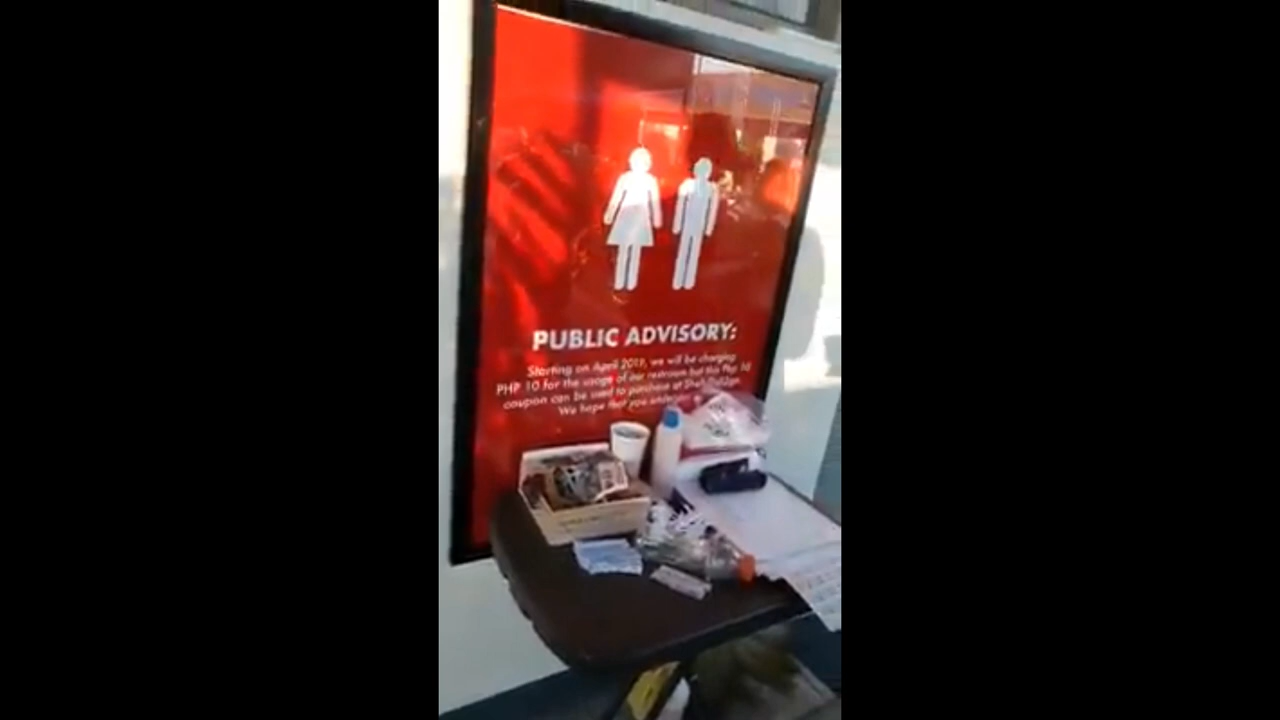 PUBLIC ADVISORY:
Starting on April 2019, we will be charging
PHP 10 for the usage of our restroom but this Php 10
coupon can be used to purchase at Shell
We hope that you